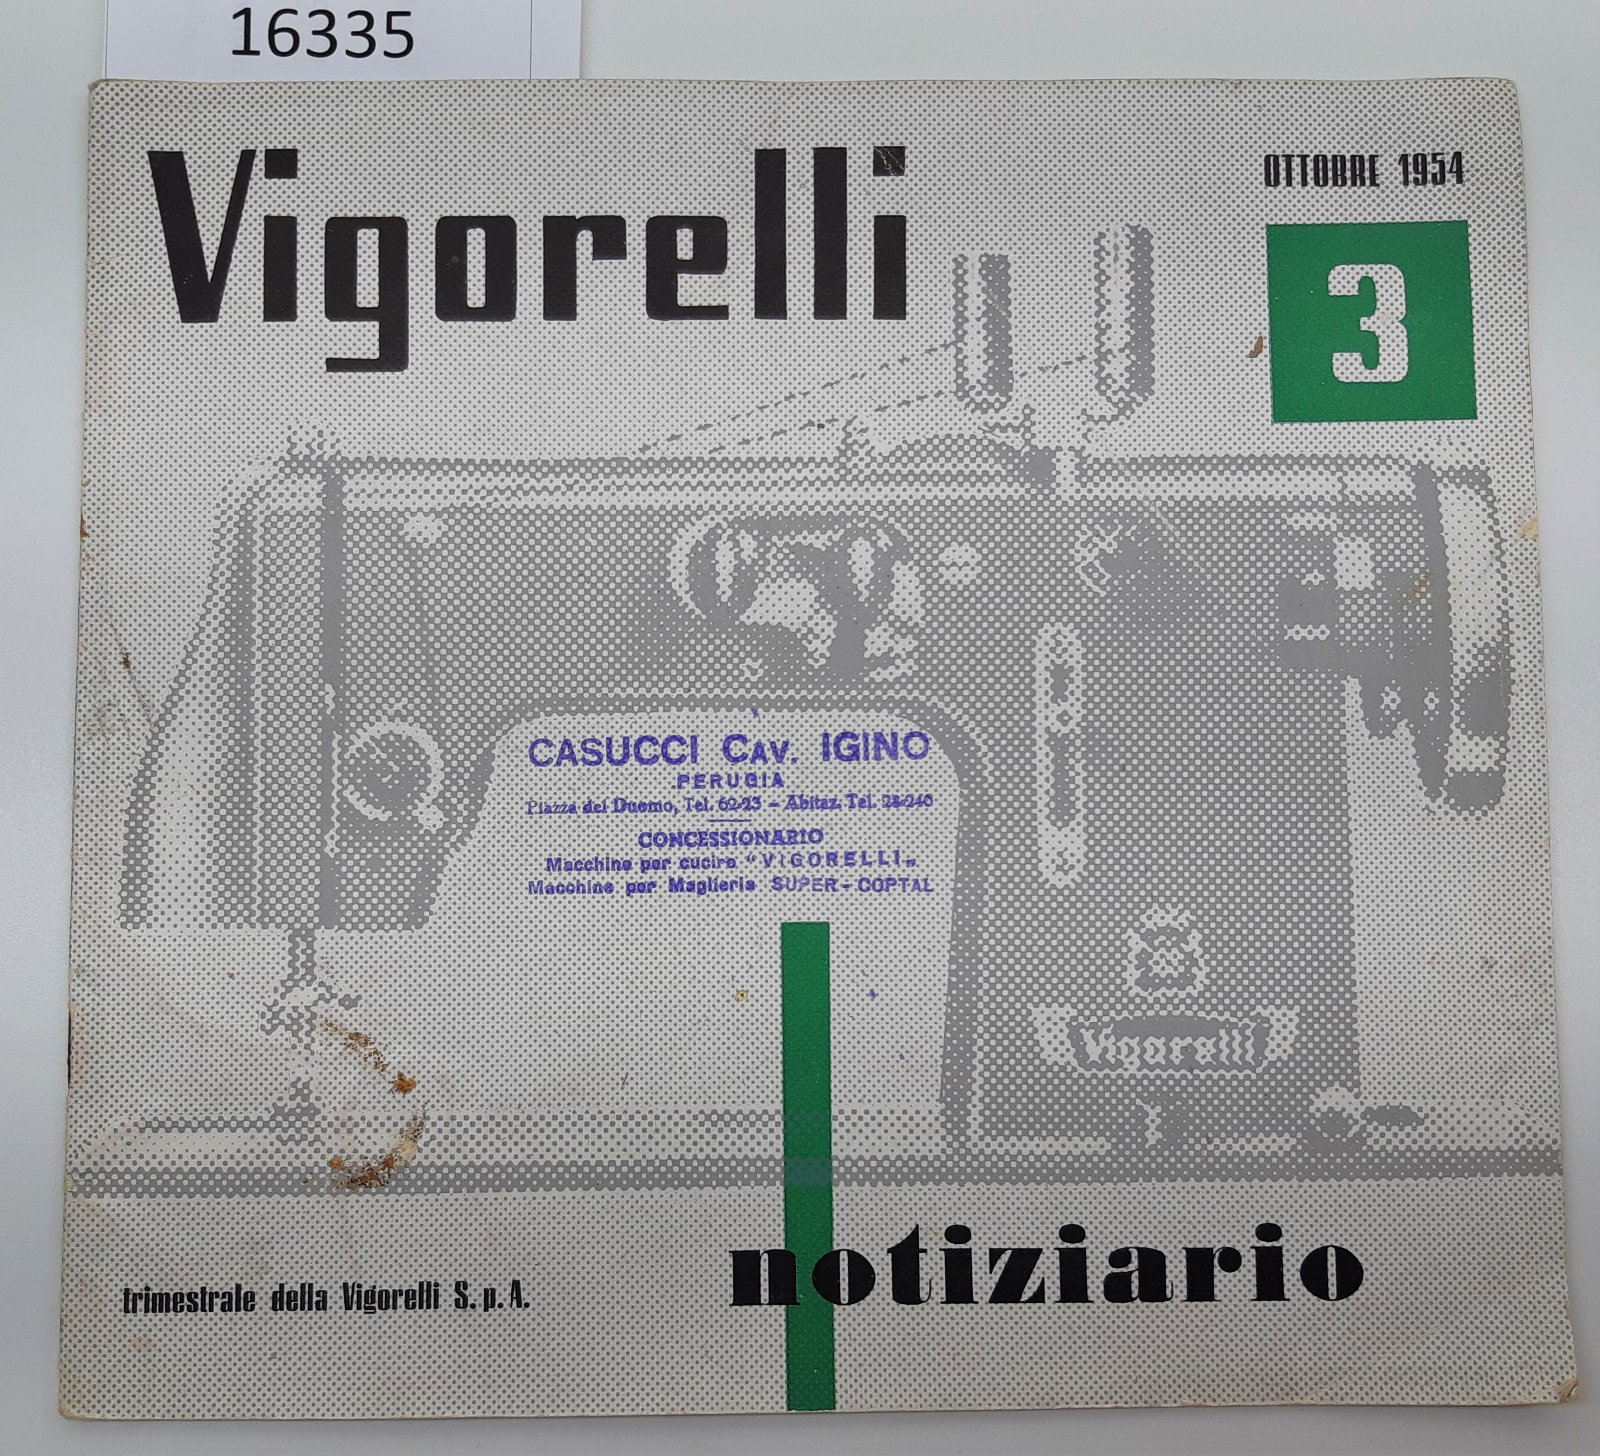 16335
Vigorelli
OTTOBRE 1954
3
CASUCCI CAV. IGINO
PERUGIA
Piazza del Duomo, Tel. 62-23 - Abitaz. Tel. 28-240
CONCESSIONARIO
Macchine per cucire "VIGORELLI„
Macchine per Maglieria SUPER-COPTAL
Vigorelli
notiziario
trimestrale della Vigorelli S.p.A.